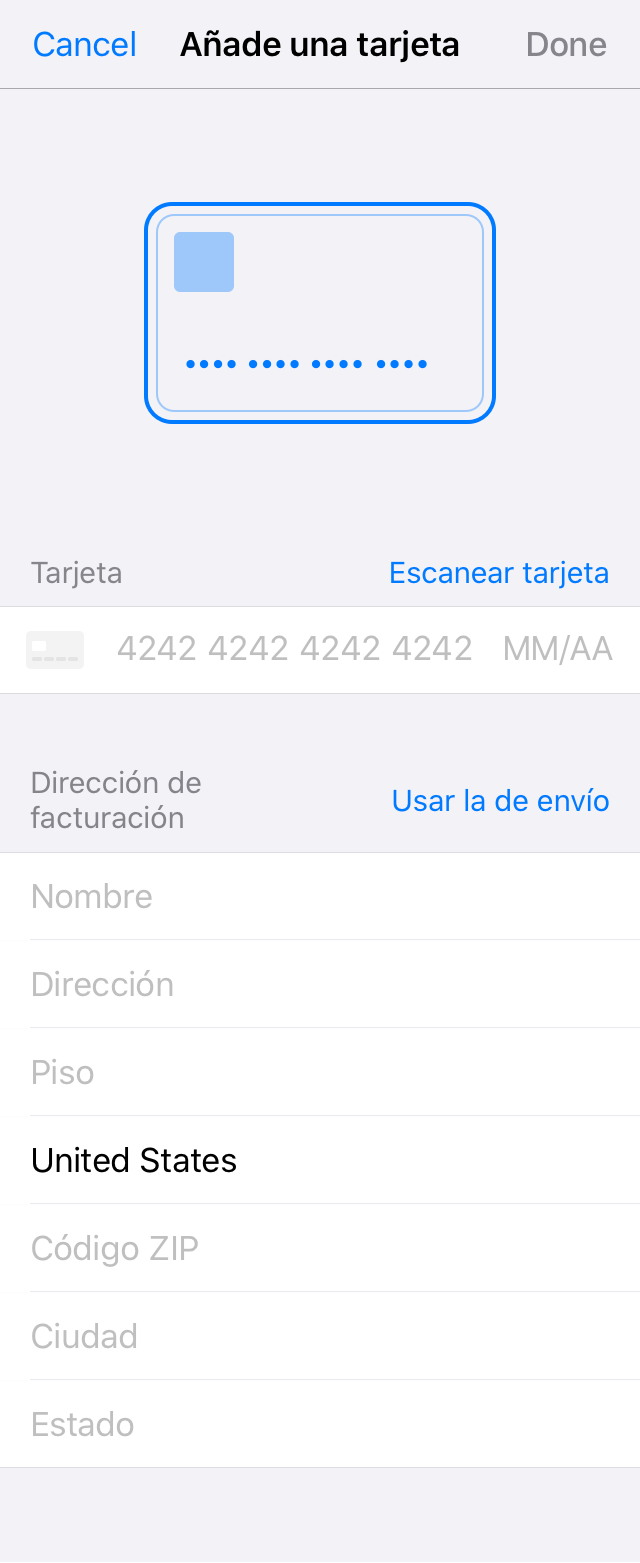 Cancel Añade una tarjeta Done
Tarjeta Escanear tarjeta
4242 4242 4242 4242 MM/AA
Dirección de
facturación
Usar la de envío
Nombre
Dirección
Piso
United States
Código ZIP
Ciudad
Estado